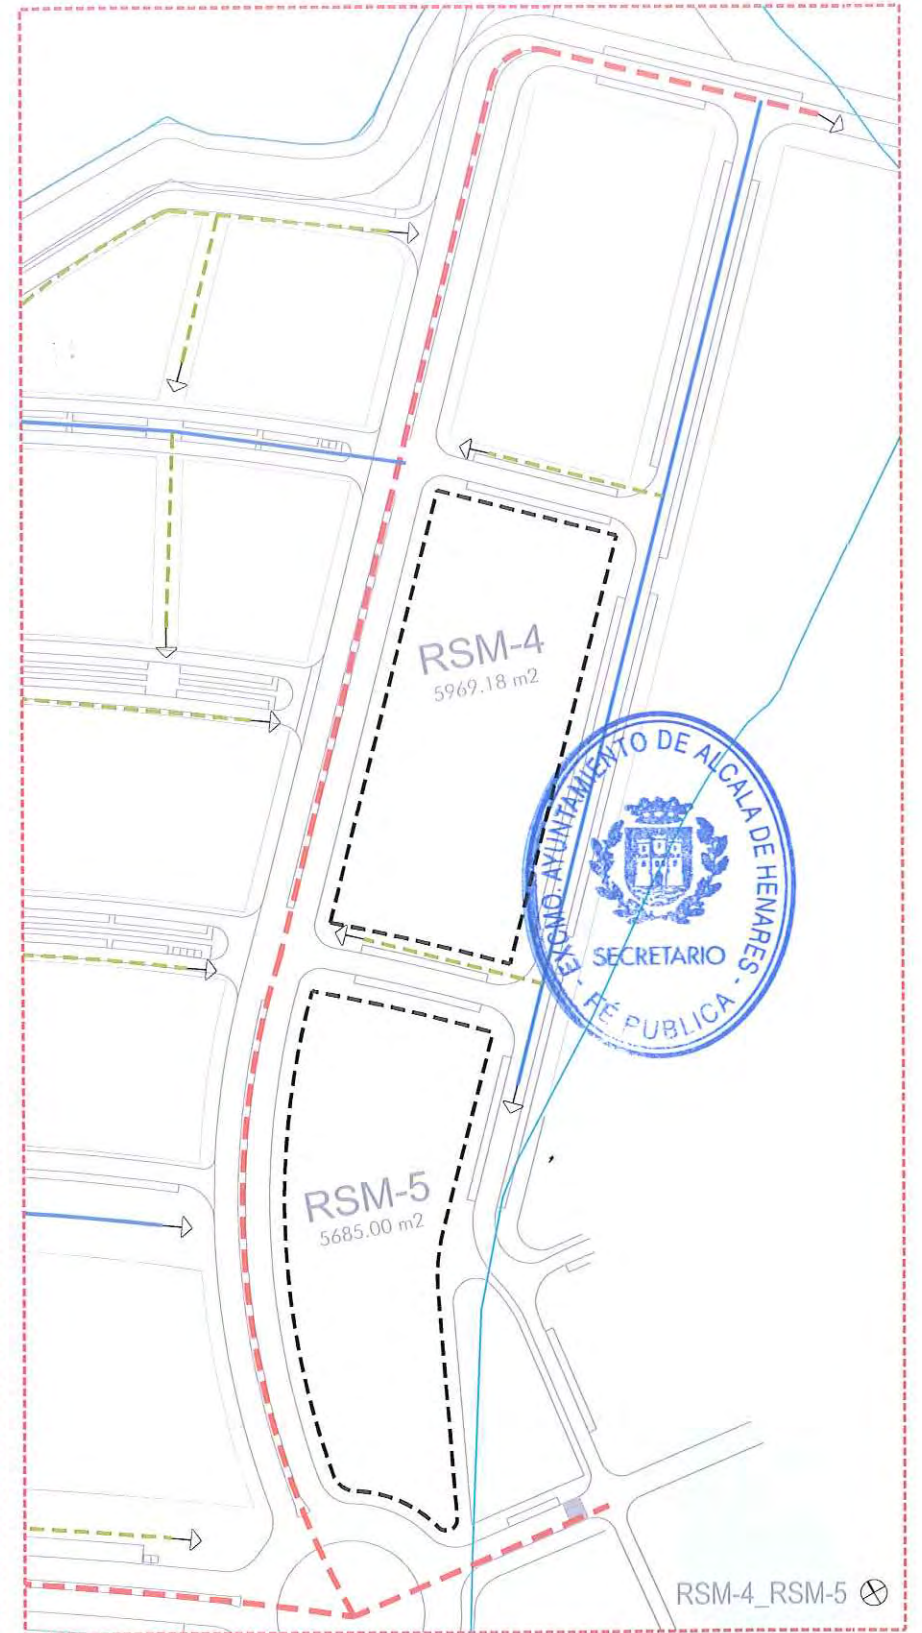 RSM-4
5969.18 m2
EXCMO. AYUNTAMIENTO DE ALCALA DE HENARES -
SECRETARIO
- FÉ PUBLICA -
RSM-5
5685.00 m2
RSM-4_RSM-5